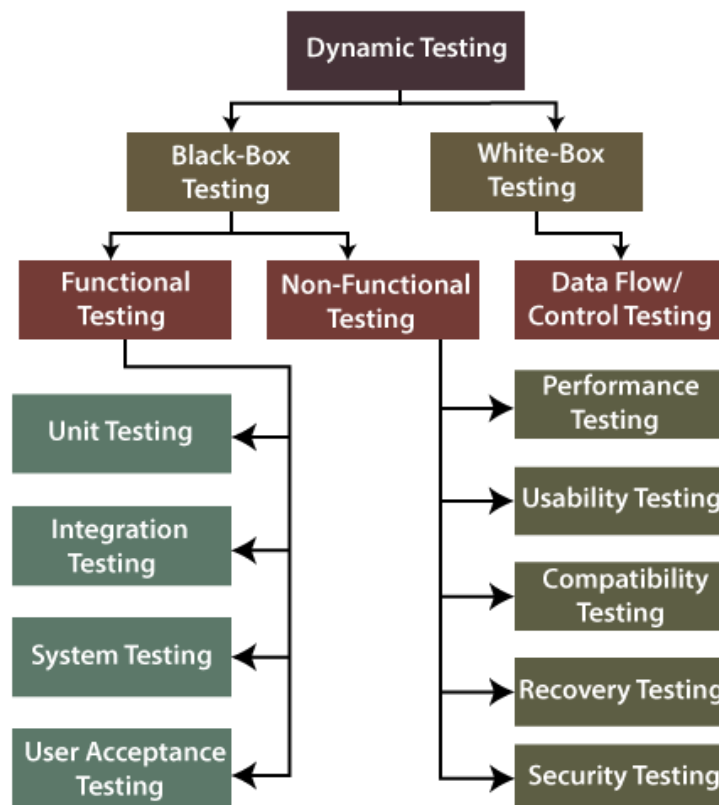 Dynamic Testing
Black-Box
Testing
White-Box
Testing
Functional
Testing
Non-Functional
Testing
Data Flow/
Control Testing
Unit Testing
Integration
Testing
System Testing
User Acceptance
Testing
Performance
Testing
Usability Testing
Compatibility
Testing
Recovery Testing
Security Testing